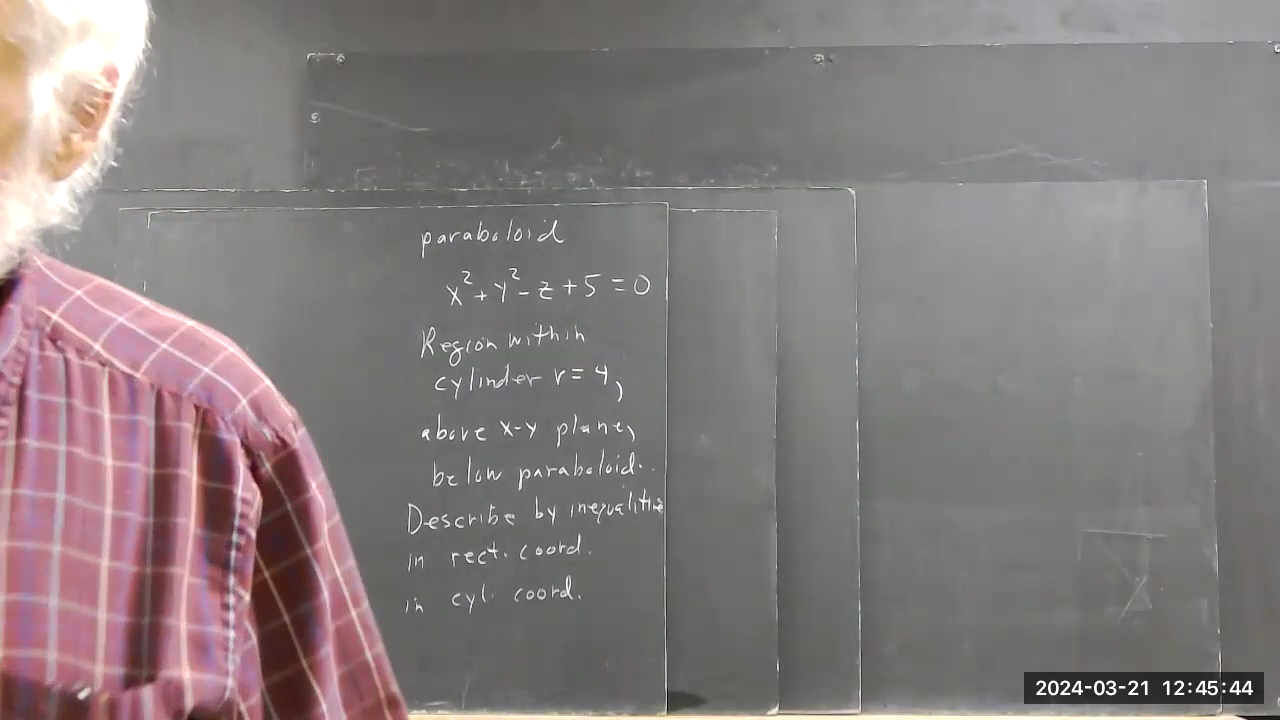 paraboloid
x² + y² - z + 5 = 0
Region within
cylinder r = 4,
above x-y plane,
below paraboloid.
Describe by inequalities
in rect. coord.
in cyl. coord.
2024-03-21 12:45:44